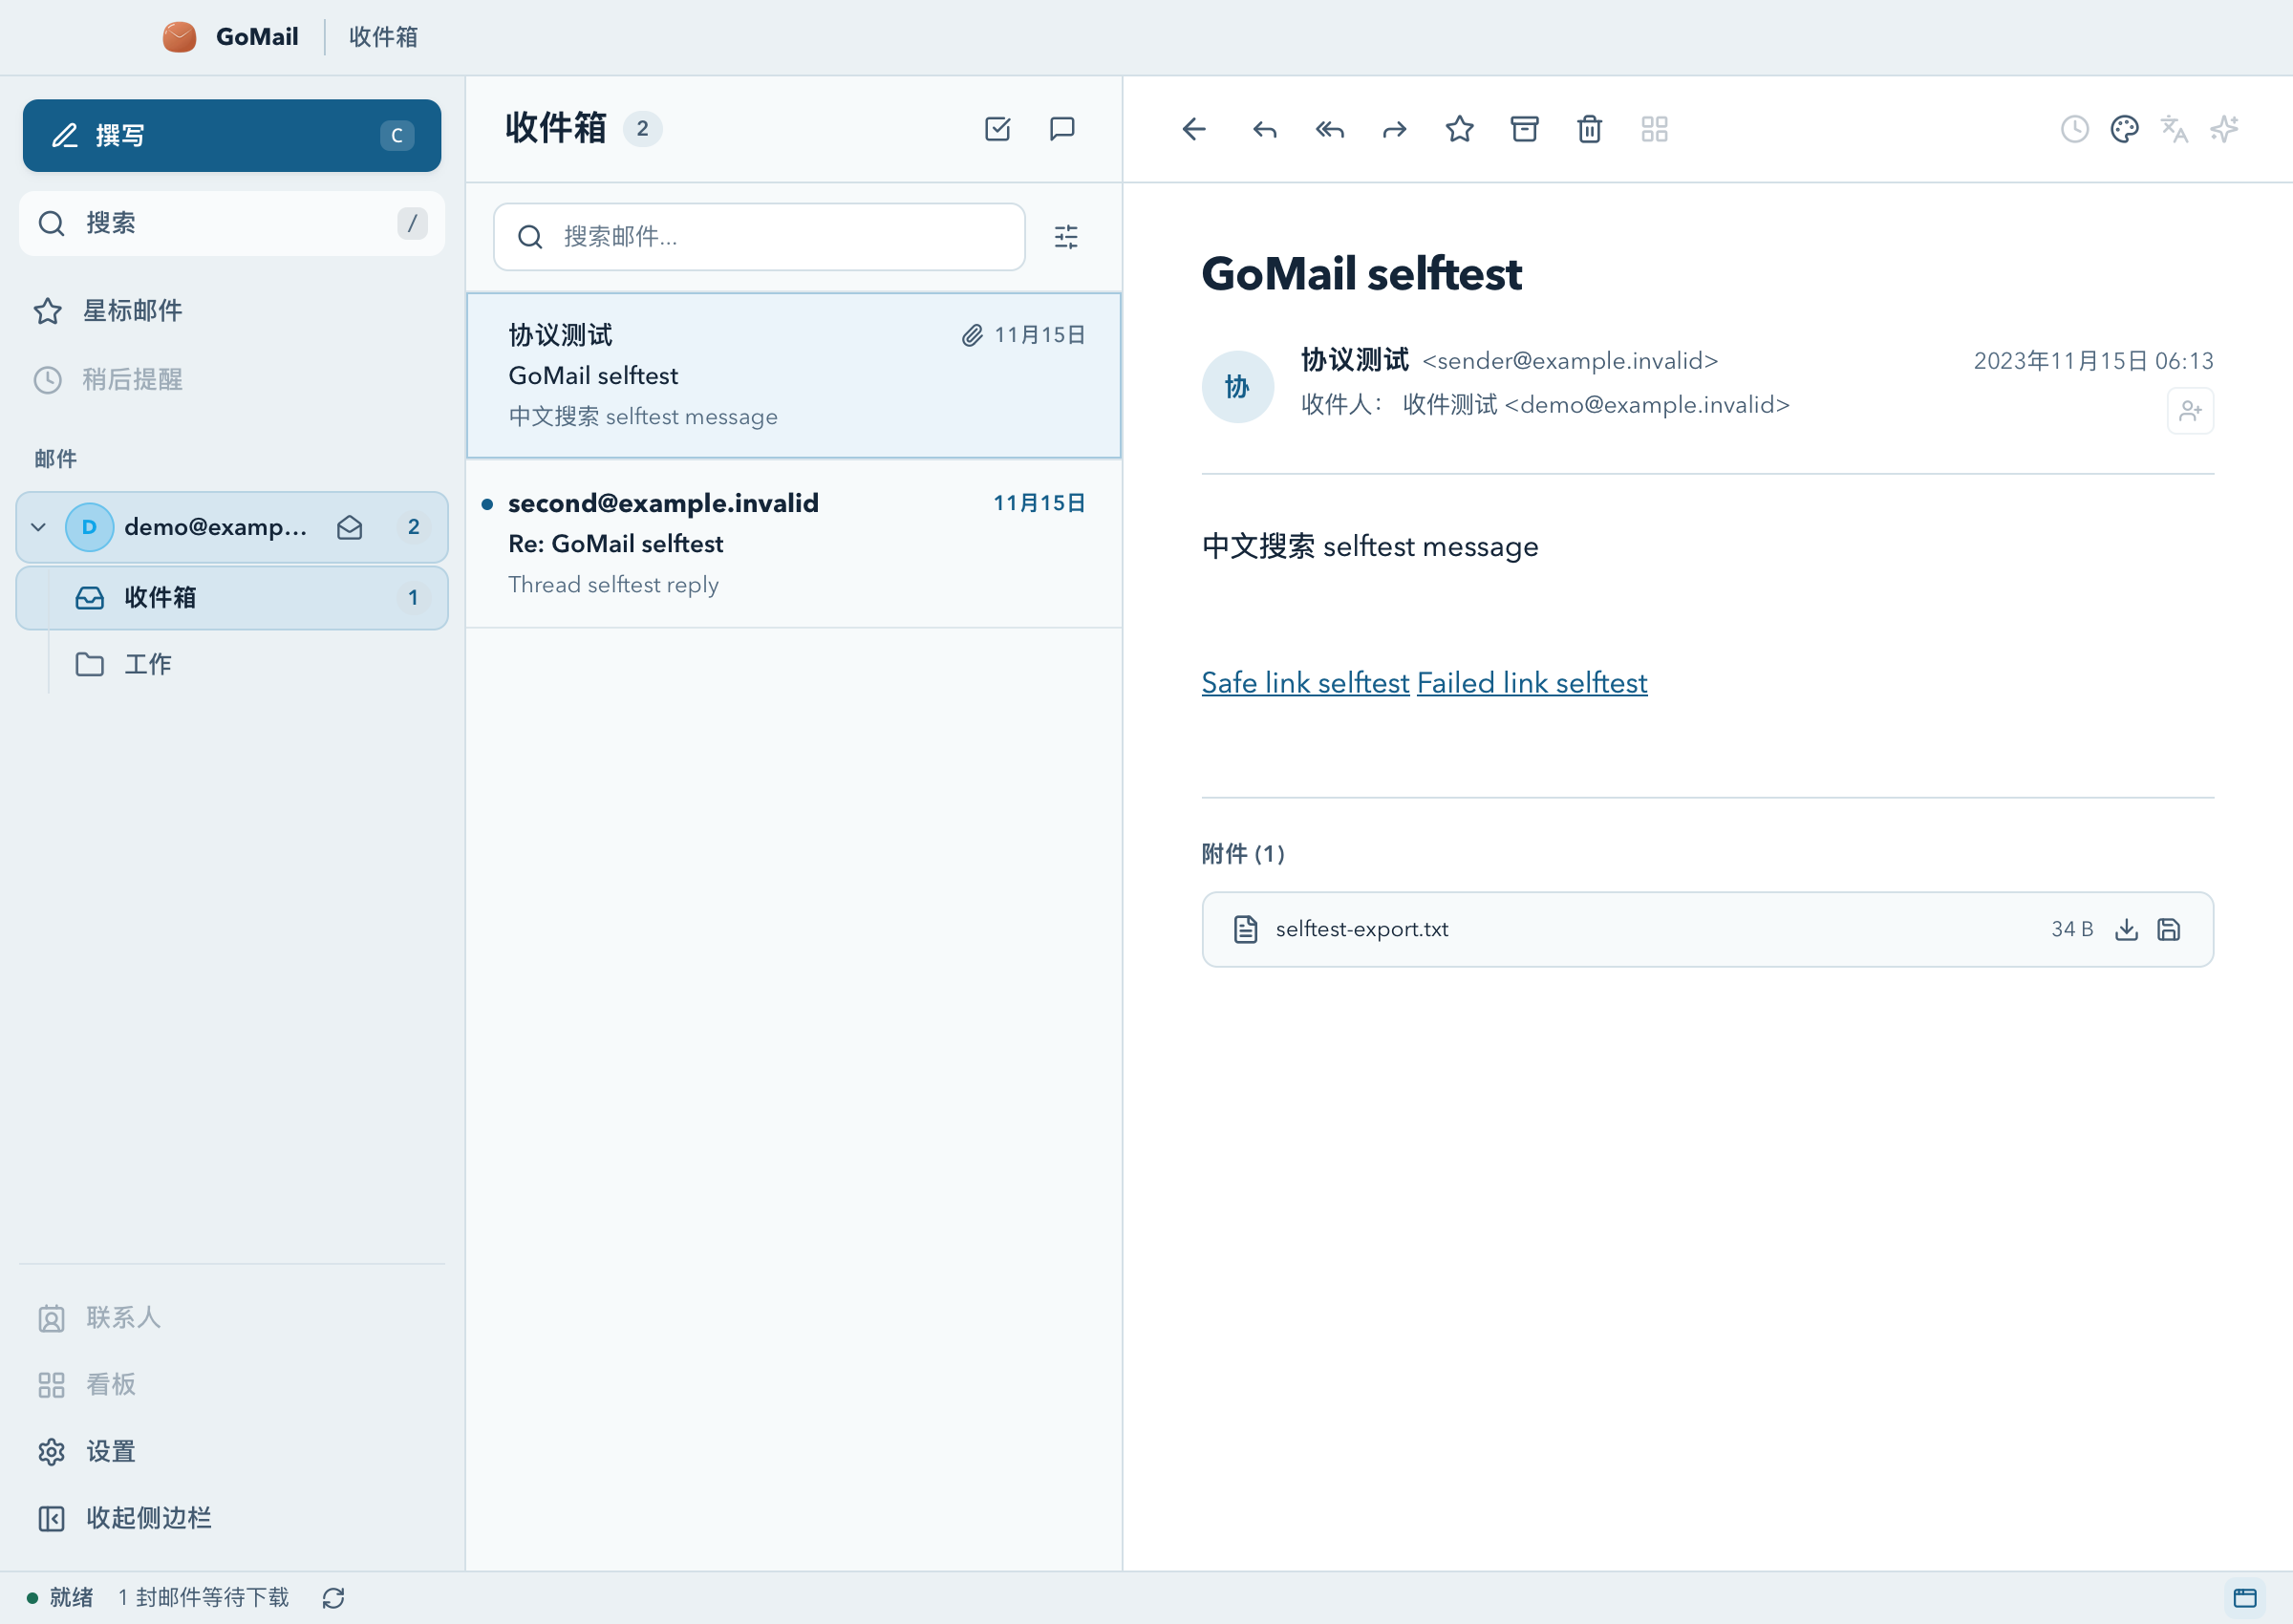 GoMail
收件箱
撰写 C
搜索 /
星标邮件
稍后提醒
邮件
D demo@examp... 2
收件箱 1
工作
联系人
看板
设置
收起侧边栏
收件箱 2
搜索邮件...
协议测试 11月15日
GoMail selftest
中文搜索 selftest message
second@example.invalid 11月15日
Re: GoMail selftest
Thread selftest reply
GoMail selftest
协
协议测试 <sender@example.invalid> 2023年11月15日 06:13
收件人： 收件测试 <demo@example.invalid>
中文搜索 selftest message
Safe link selftest Failed link selftest
附件 (1)
selftest-export.txt 34 B
就绪 1 封邮件等待下载